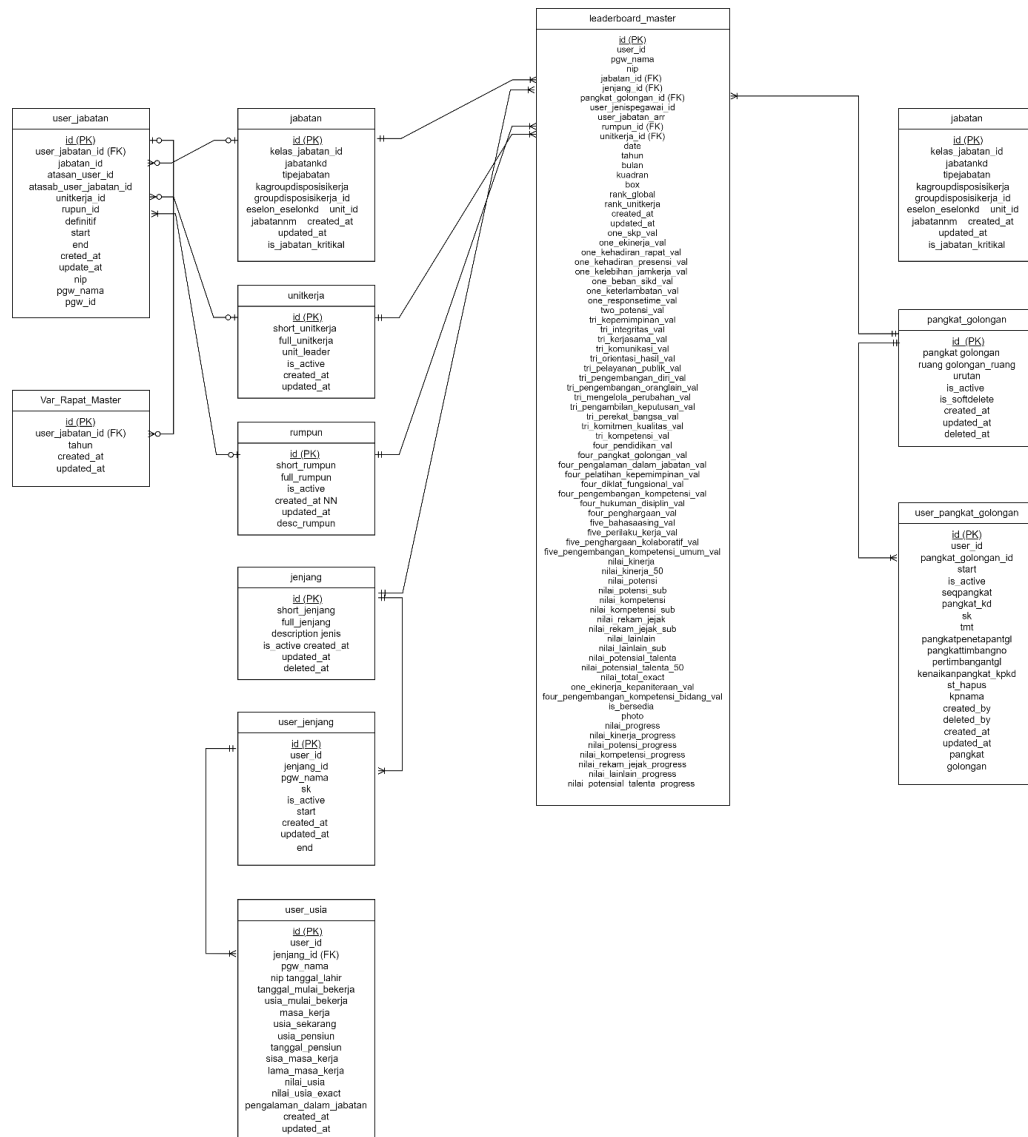 leaderboard_master
id (PK)
user_id
pgw_nama
nip
jabatan_id (FK)
jenjang_id (FK)
pangkat_golongan_id (FK)
user_jenispegawai_id
user_jabatan_arr
rumpun_id (FK)
unitkerja_id (FK)
date
tahun
bulan
kuadran
box
rank_global
rank_unitkerja
created_at
updated_at
one_skp_val
one_ekinerja_val
one_kehadiran_rapat_val
one_kehadiran_presensi_val
one_kelebihan_jamkerja_val
one_beban_sikd_val
one_keterlambatan_val
one_responsetime_val
two_potensi_val
tri_kepemimpinan_val
tri_integritas_val
tri_kerjasama_val
tri_komunikasi_val
tri_orientasi_hasil_val
tri_pelayanan_publik_val
tri_pengembangan_diri_val
tri_pengembangan_oranglain_val
tri_mengelola_perubahan_val
tri_pengambilan_keputusan_val
tri_perekat_bangsa_val
tri_komitmen_kualitas_val
tri_kompetensi_val
four_pendidikan_val
four_pangkat_golongan_val
four_pengalaman_dalam_jabatan_val
four_pelatihan_kepemimpinan_val
four_diklat_fungsional_val
four_pengembangan_kompetensi_val
four_hukuman_disiplin_val
four_penghargaan_val
five_bahasaasing_val
five_perilaku_kerja_val
five_penghargaan_kolaboratif_val
five_pengembangan_kompetensi_umum_val
nilai_kinerja
nilai_kinerja_50
nilai_potensi
nilai_potensi_sub
nilai_kompetensi
nilai_kompetensi_sub
nilai_rekam_jejak
nilai_rekam_jejak_sub
nilai_lainlain
nilai_lainlain_sub
nilai_potensial_talenta
nilai_potensial_talenta_50
nilai_total_exact
one_ekinerja_kepaniteraan_val
four_pengembangan_kompetensi_bidang_val
is_bersedia
photo
nilai_progress
nilai_kinerja_progress
nilai_potensi_progress
nilai_kompetensi_progress
nilai_rekam_jejak_progress
nilai_lainlain_progress
nilai_potensial_talenta_progress
user_jabatan
id (PK)
user_jabatan_id (FK)
jabatan_id
atasan_user_id
atasab_user_jabatan_id
unitkerja_id
rupun_id
definitif
start
end
creted_at
update_at
nip
pgw_nama
pgw_id
Var_Rapat_Master
id (PK)
user_jabatan_id (FK)
tahun
created_at
updated_at
jabatan
id (PK)
kelas_jabatan_id
jabatankd
tipejabatan
kagroupdisposisikerja
groupdisposisikerja_id
eselon_eselonkd unit_id
jabatannm created_at
updated_at
is_jabatan_kritikal
unitkerja
id (PK)
short_unitkerja
full_unitkerja
unit_leader
is_active
created_at
updated_at
rumpun
id (PK)
short_rumpun
full_rumpun
is_active
created_at NN
updated_at
desc_rumpun
jenjang
id (PK)
short_jenjang
full_jenjang
description jenis
is_active created_at
updated_at
deleted_at
user_jenjang
id (PK)
user_id
jenjang_id
pgw_nama
sk
is_active
start
created_at
updated_at
end
user_usia
id (PK)
user_id
jenjang_id (FK)
pgw_nama
nip tanggal_lahir
tanggal_mulai_bekerja
usia_mulai_bekerja
masa_kerja
usia_sekarang
usia_pensiun
tanggal_pensiun
sisa_masa_kerja
lama_masa_kerja
nilai_usia
nilai_usia_exact
pengalaman_dalam_jabatan
created_at
updated_at
jabatan
id (PK)
kelas_jabatan_id
jabatankd
tipejabatan
kagroupdisposisikerja
groupdisposisikerja_id
eselon_eselonkd unit_id
jabatannm created_at
updated_at
is_jabatan_kritikal
pangkat_golongan
id (PK)
pangkat golongan
ruang golongan_ruang
urutan
is_active
is_softdelete
created_at
updated_at
deleted_at
user_pangkat_golongan
id (PK)
user_id
pangkat_golongan_id
start
is_active
seqpangkat
pangkat_kd
sk
tmt
pangkatpenetapantgl
pangkattimbangno
pertimbangantgl
kenaikanpangkat_kpkd
st_hapus
kpnama
created_by
deleted_by
created_at
updated_at
pangkat
golongan